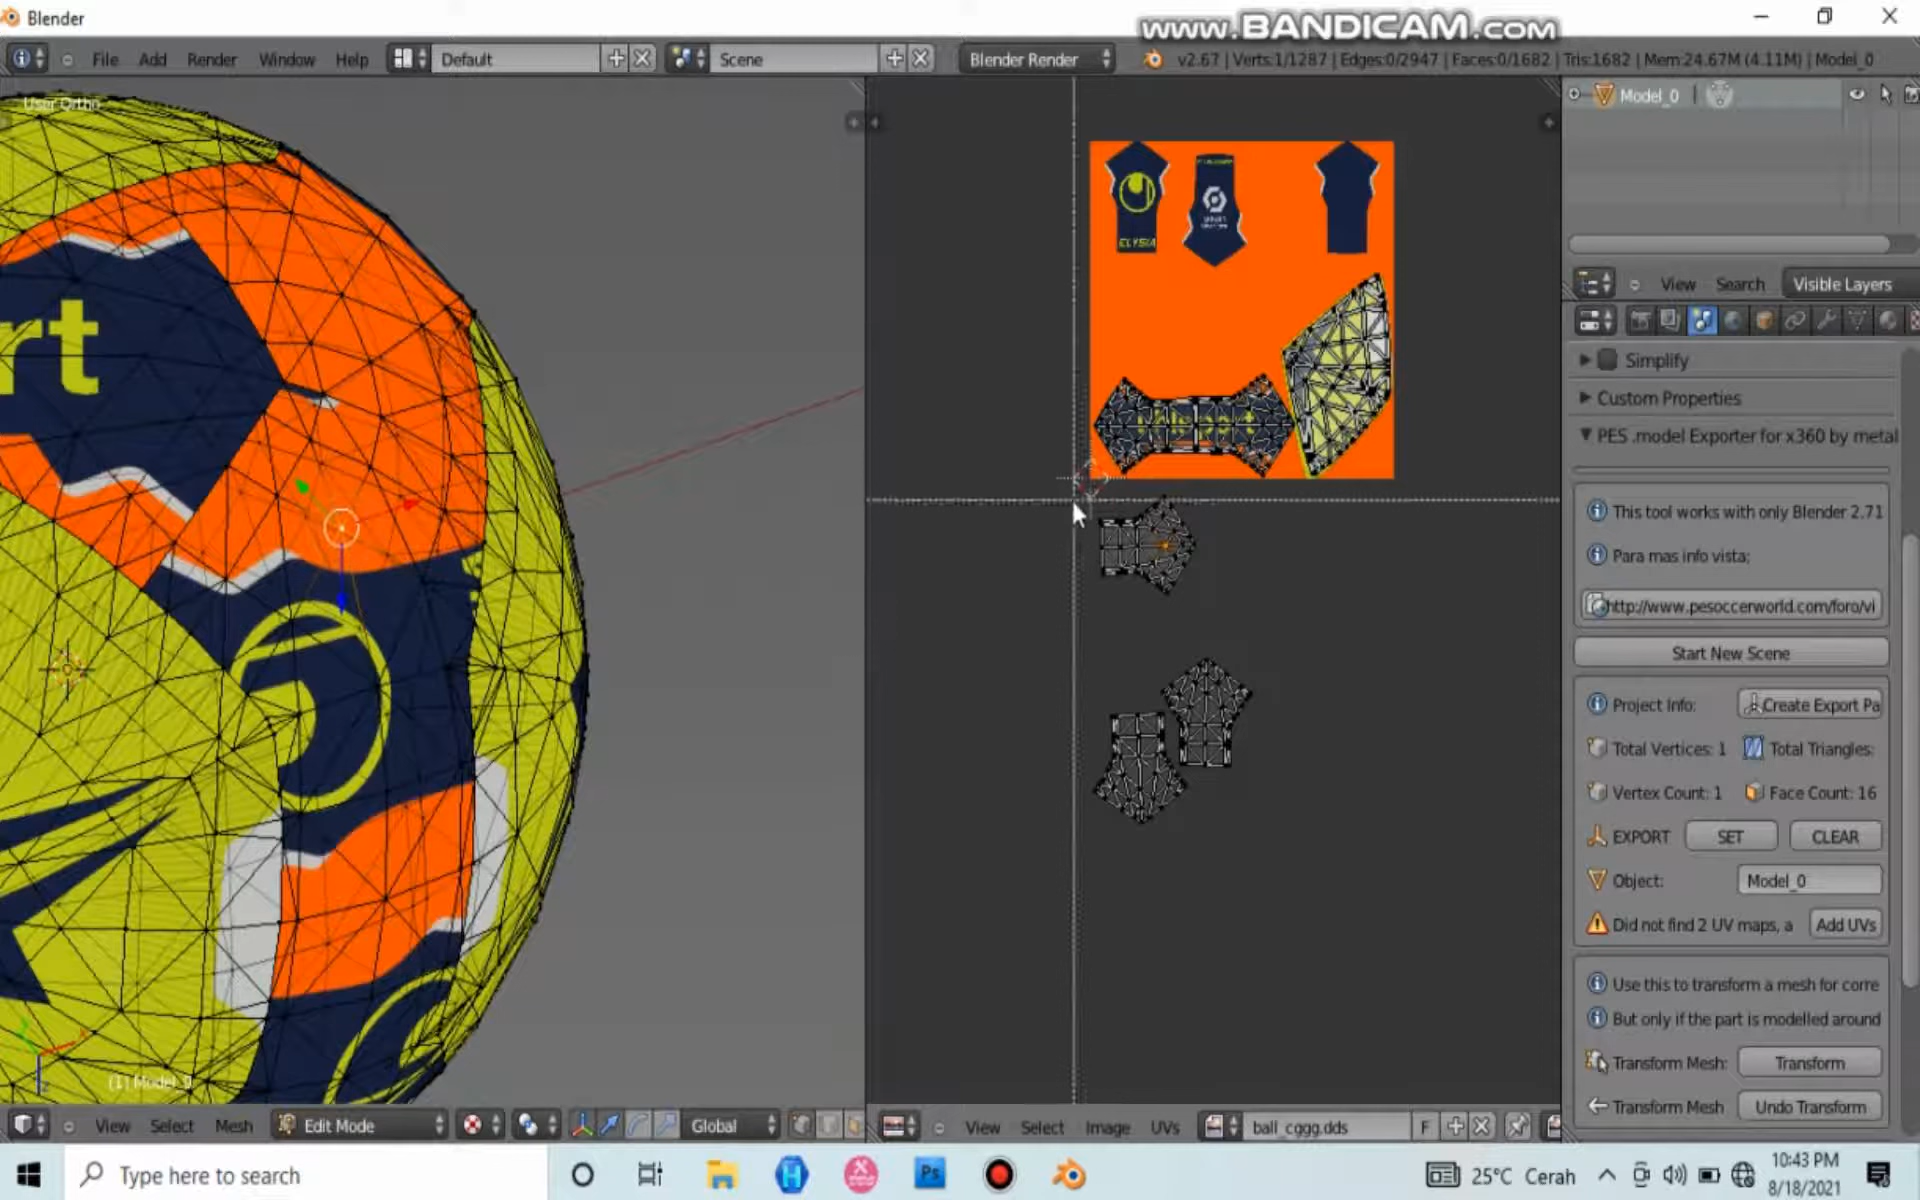 Blender
www.BANDICAM.com
File Add Render Window Help Default Scene Blender Render v2.67 | Verts:1/1287 | Edges:0/2947 | Faces:0/1682 | Tris:1682 | Mem:24.67M (4.11M) | Model_0
User Ortho
Model_0
ELYSIA
rt
View Search Visible Layers
Simplify
Custom Properties
PES .model Exporter for x360 by metal
This tool works with only Blender 2.71
Para mas info vista;
http://www.pesoccerworld.com/foro/vi
Start New Scene
Project Info: Create Export Pa
Total Vertices: 1 Total Triangles:
Vertex Count: 1 Face Count: 16
EXPORT SET CLEAR
Object: Model_0
Did not find 2 UV maps, a Add UVs
Use this to transform a mesh for corre
But only if the part is modelled around
Transform Mesh: Transform
Transform Mesh Undo Transform
(1) Model_0
View Select Mesh Edit Mode Global View Select Image UVs ball_cggg.dds F
Type here to search
Ps
25°C Cerah
10:43 PM
8/18/2021